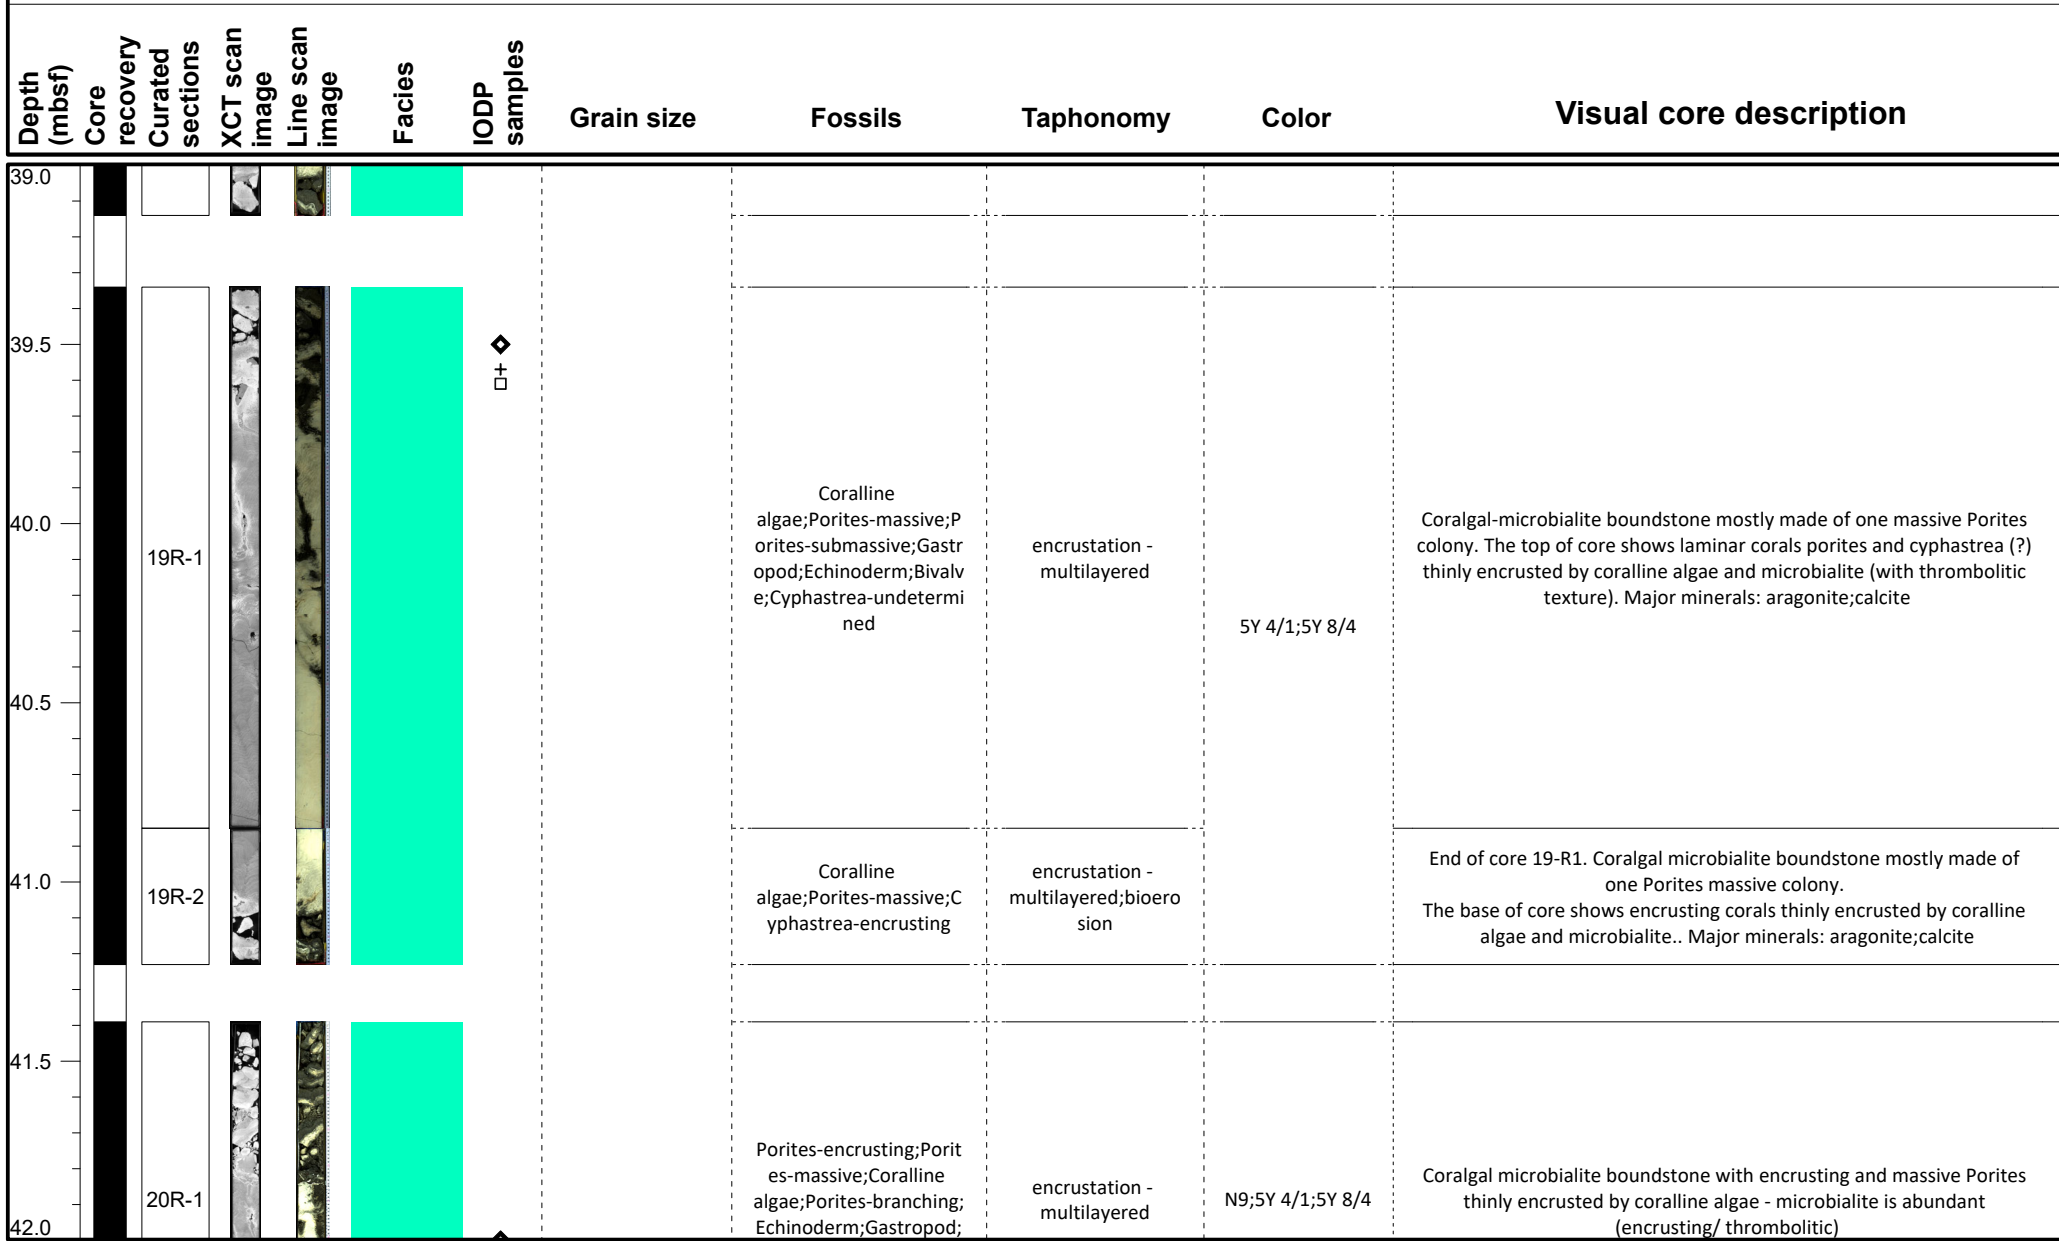 Depth (mbsf)
Core recovery
Curated sections
XCT scan image
Line scan image
Facies
IODP samples
Grain size
Fossils
Taphonomy
Color
Visual core description
39.0
39.5
40.0
40.5
41.0
41.5
42.0
19R-1
Coralline
algae;Porites-massive;P
orites-submassive;Gastr
opod;Echinoderm;Bivalv
e;Cyphastrea-undetermi
ned
encrustation -
multilayered
5Y 4/1;5Y 8/4
Coralgal-microbialite boundstone mostly made of one massive Porites
colony. The top of core shows laminar corals porites and cyphastrea (?)
thinly encrusted by coralline algae and microbialite (with thrombolitic
texture). Major minerals: aragonite;calcite
19R-2
Coralline
algae;Porites-massive;C
yphastrea-encrusting
encrustation -
multilayered;bioero
sion
End of core 19-R1. Coralgal microbialite boundstone mostly made of
one Porites massive colony.
The base of core shows encrusting corals thinly encrusted by coralline
algae and microbialite.. Major minerals: aragonite;calcite
20R-1
Porites-encrusting;Porit
es-massive;Coralline
algae;Porites-branching;
Echinoderm;Gastropod;
encrustation -
multilayered
N9;5Y 4/1;5Y 8/4
Coralgal microbialite boundstone with encrusting and massive Porites
thinly encrusted by coralline algae - microbialite is abundant
(encrusting/ thrombolitic)